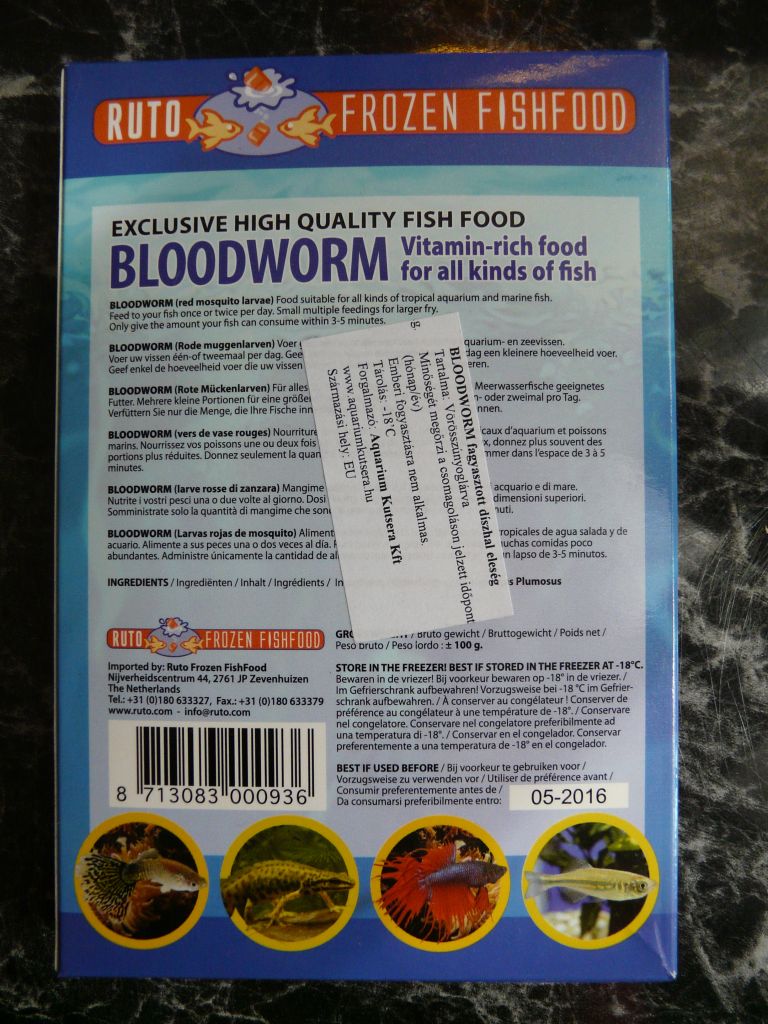 RUTO FROZEN FISHFOOD
EXCLUSIVE HIGH QUALITY FISH FOOD
BLOODWORM
Vitamin-rich food
for all kinds of fish
BLOODWORM (red mosquito larvae) Food suitable for all kinds of tropical aquarium and marine fish.
Feed to your fish once or twice per day. Small multiple feedings for larger fry.
Only give the amount your fish can consume within 3-5 minutes.
BLOODWORM (Rode muggenlarven) Voer quarium- en zeevissen.
Voer uw vissen één-of tweemaal per dag. dag een kleinere hoeveelheid voer.
Geef enkel de hoeveelheid voer die uw vissen
BLOODWORM (Rote Mückenlarven) Für alles Meerwasserfische geeignetes
Futter. Mehrere kleine Portionen für eine oder zweimal pro Tag.
Verfüttern Sie nur die Menge, die Ihre Fische
BLOODWORM (vers de vase rouges) Nourriture d'aquarium et poissons
marins. Nourrissez vos poissons une ou deux fois donnez plus souvent des
portions plus réduites. Donnez seulement la dans l'espace de 3 à 5
minutes.
BLOODWORM (larve rosse di zanzara) Mangime acquario e di mare.
Nutrite i vostri pesci una o due volte al giorno. Dosi dimensioni superiori.
Somministrate solo la quantità di mangime che
BLOODWORM (Larvas rojas de mosquito) tropicales de agua salada y de
acuario. Alimente a sus peces una o dos veces al día. comidas poco
abundantes. Administre únicamente la cantidad de un lapso de 3-5 minutos.
INGREDIENTS / Ingrediënten / Inhalt / Ingrédients / Plumosus
BLOODWORM fagyasztott díszhal eleség
Tartalma: Vörösszúnyoglárva
Minőségét megőrzi a csomagoláson jelzett időpont
g.
(hónap/év)
Emberi fogyasztásra nem alkalmas.
Tárolás: -18˚C
Forgalmazó: Aquarium Kutsera Kft
www.aquariumkutsera.hu
Származási hely: EU
RUTO FROZEN FISHFOOD
Imported by: Ruto Frozen FishFood
Nijverheidscentrum 44, 2761 JP Zevenhuizen
The Netherlands
Tel.: +31 (0)180 633327, Fax.: +31 (0)180 633379
www.ruto.com - info@ruto.com
8 713083 000936
Bruto gewicht / Bruttogewicht / Poids net /
Peso bruto / Peso lordo : ± 100 g.
STORE IN THE FREEZER! BEST IF STORED IN THE FREEZER AT -18°C.
Bewaren in de vriezer! Bij voorkeur bewaren op -18° in de vriezer. /
Im Gefrierschrank aufbewahren! Vorzugsweise bei -18 °C im Gefrier-
schrank aufbewahren. / À conserver au congélateur ! Conserver de
préférence au congélateur à une température de -18°. / Conservare
nel congelatore. Conservare nel congelatore preferibilmente ad
una temperatura di -18°. / Conservar en el congelador. Conservar
preferentemente a una temperatura de -18° en el congelador.
BEST IF USED BEFORE / Bij voorkeur te gebruiken voor /
Vorzugsweise zu verwenden vor / Utiliser de préférence avant /
Consumir preferentemente antes de /
Da consumarsi preferibilmente entro: 05-2016